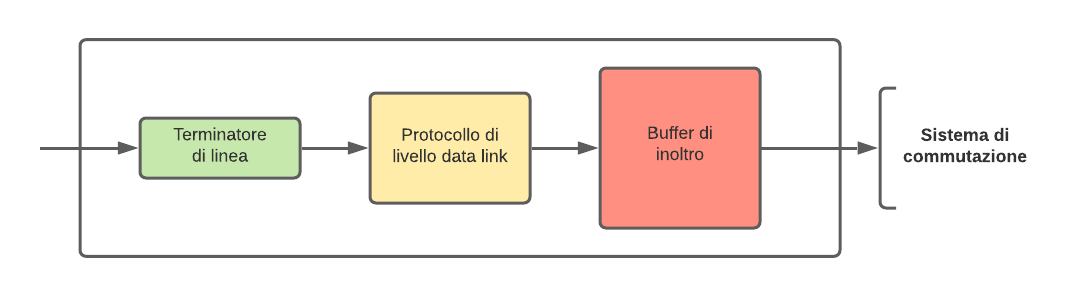 Terminatore
di linea
Protocollo di
livello data link
Buffer di
inoltro
Sistema di
commutazione